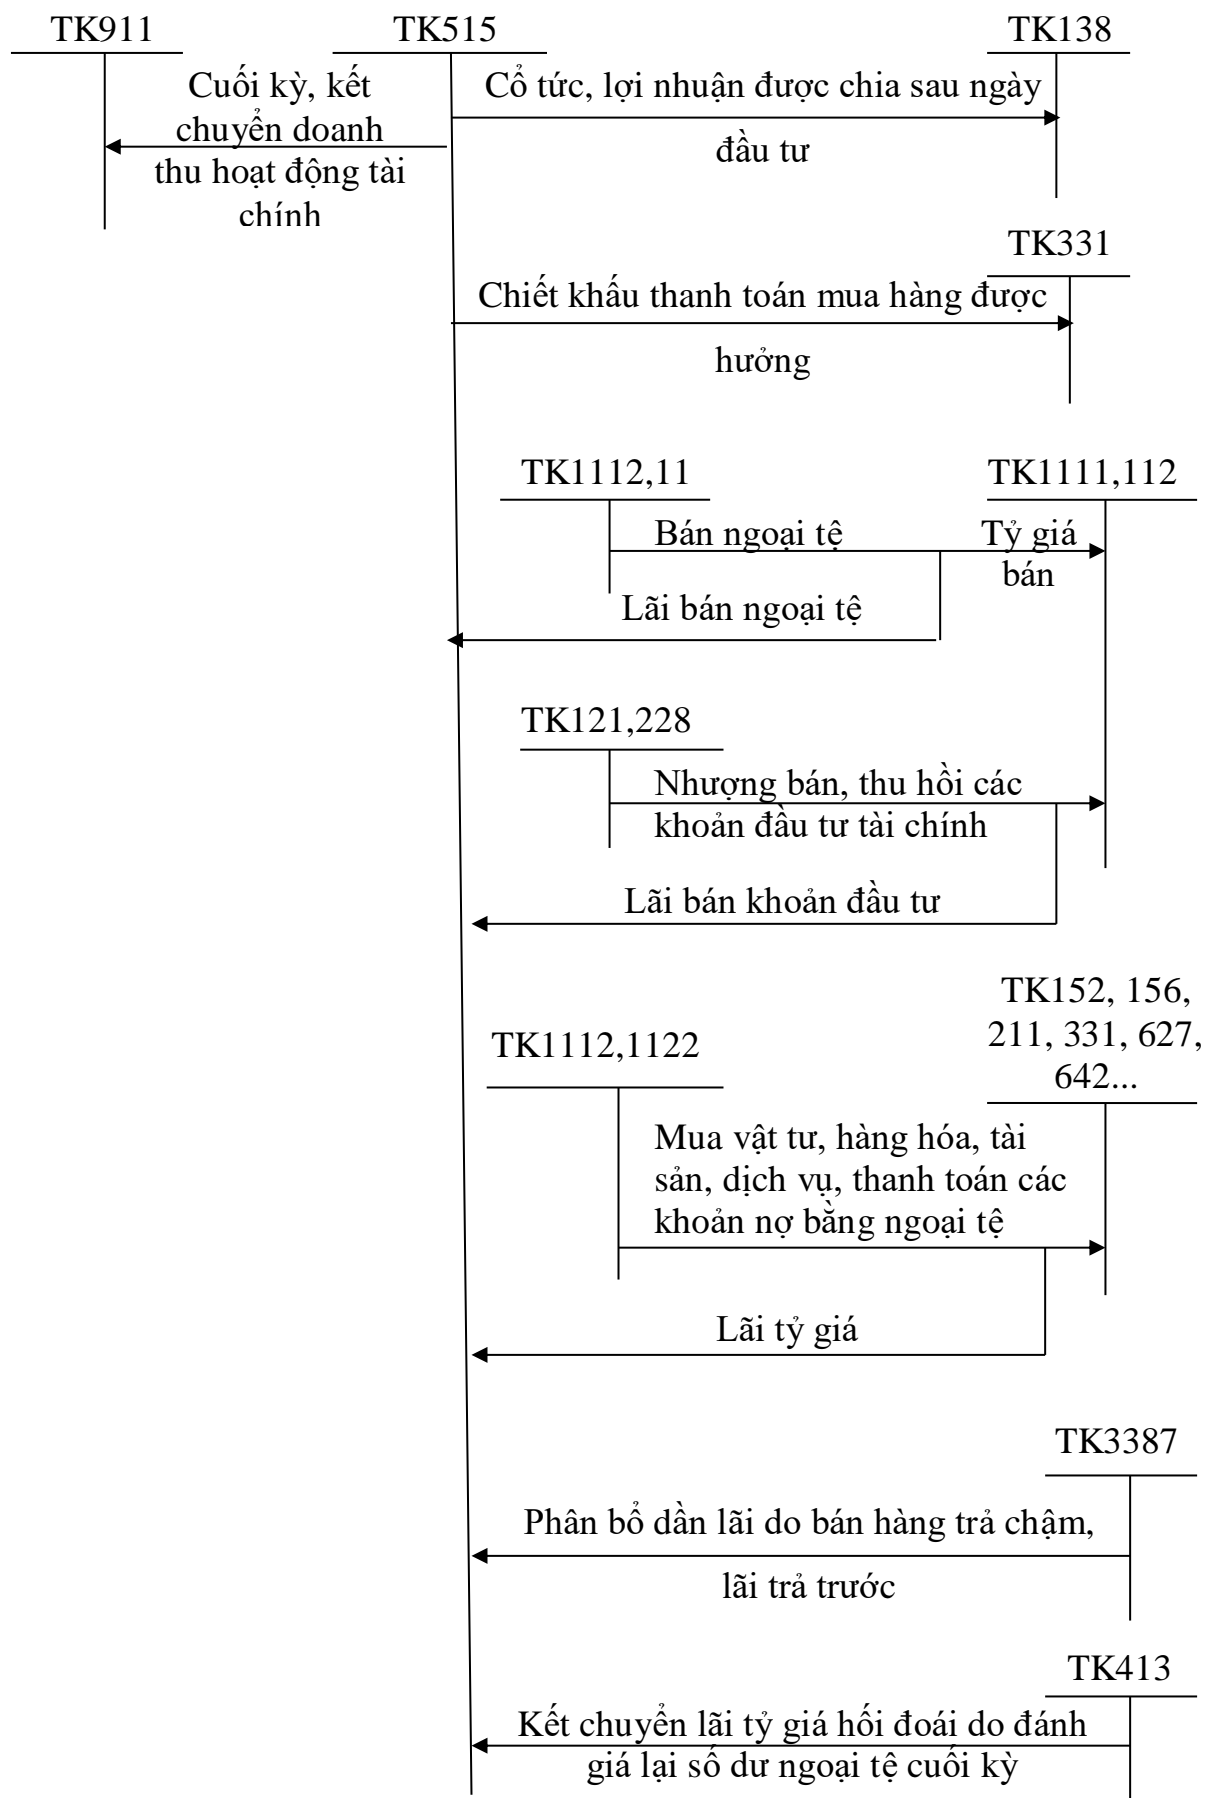 TK911
TK515
TK138
Cuối kỳ, kết
chuyển doanh
thu hoạt động tài
chính
Cổ tức, lợi nhuận được chia sau ngày
đầu tư
TK331
Chiết khấu thanh toán mua hàng được
hưởng
TK1112,11
TK1111,112
Bán ngoại tệ
Tỷ giá
bán
Lãi bán ngoại tệ
TK121,228
Nhượng bán, thu hồi các
khoản đầu tư tài chính
Lãi bán khoản đầu tư
TK1112,1122
TK152, 156,
211, 331, 627,
642...
Mua vật tư, hàng hóa, tài
sản, dịch vụ, thanh toán các
khoản nợ bằng ngoại tệ
Lãi tỷ giá
TK3387
Phân bổ dần lãi do bán hàng trả chậm,
lãi trả trước
TK413
Kết chuyển lãi tỷ giá hối đoái do đánh
giá lại số dư ngoại tệ cuối kỳ